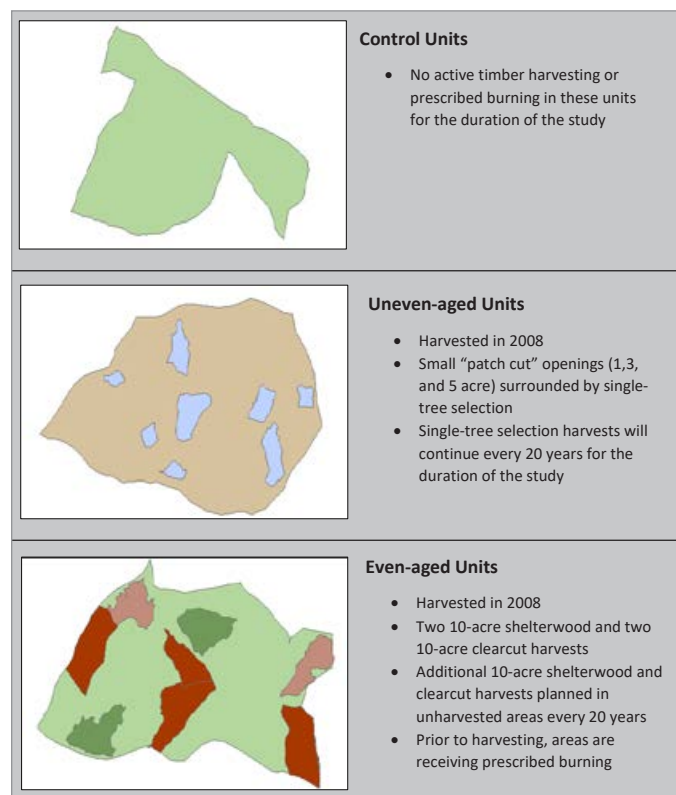 Control Units
• No active timber harvesting or
prescribed burning in these units
for the duration of the study
Uneven-aged Units
• Harvested in 2008
• Small “patch cut” openings (1,3,
and 5 acre) surrounded by single-
tree selection
• Single-tree selection harvests will
continue every 20 years for the
duration of the study
Even-aged Units
• Harvested in 2008
• Two 10-acre shelterwood and two
10-acre clearcut harvests
• Additional 10-acre shelterwood and
clearcut harvests planned in
unharvested areas every 20 years
• Prior to harvesting, areas are
receiving prescribed burning